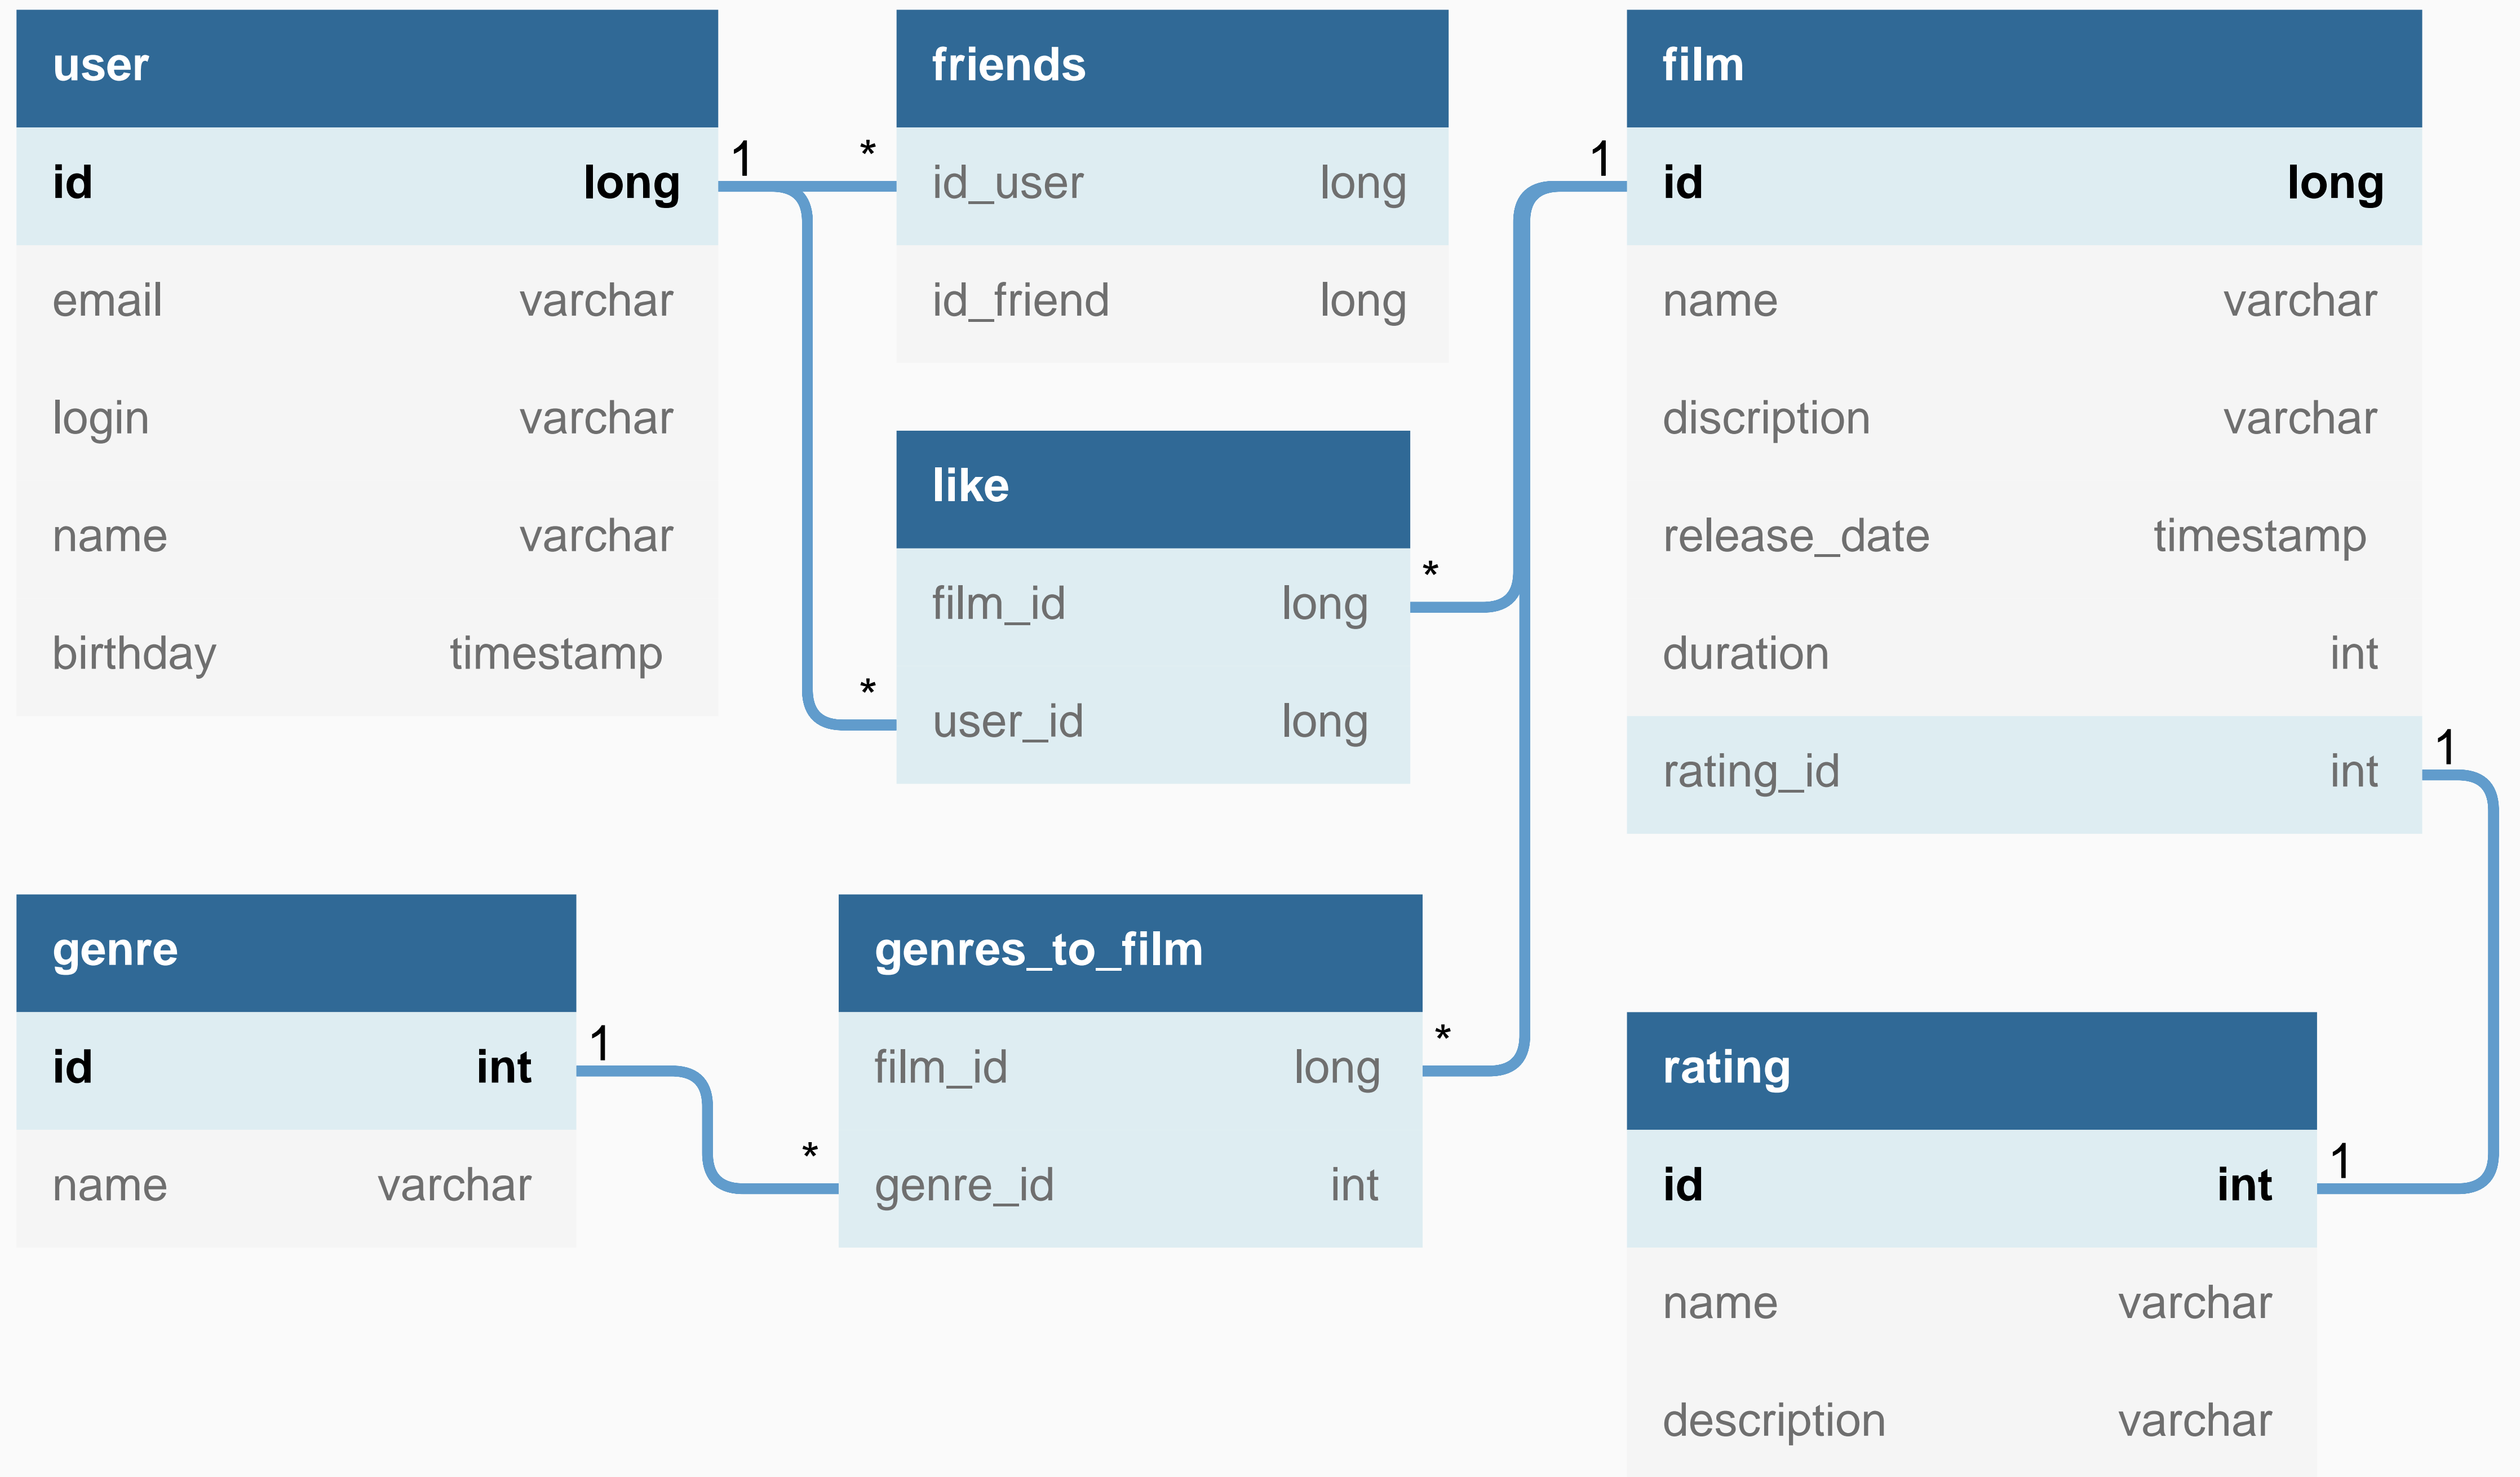 user
id long
email varchar
login varchar
name varchar
birthday timestamp
1 *
friends
id_user long
id_friend long
like
film_id long
user_id long
*
*
1
film
id long
name varchar
discription varchar
release_date timestamp
duration int
rating_id int
1
genre
id int
name varchar
1
*
genres_to_film
film_id long
genre_id int
*
rating
id int
name varchar
description varchar
1